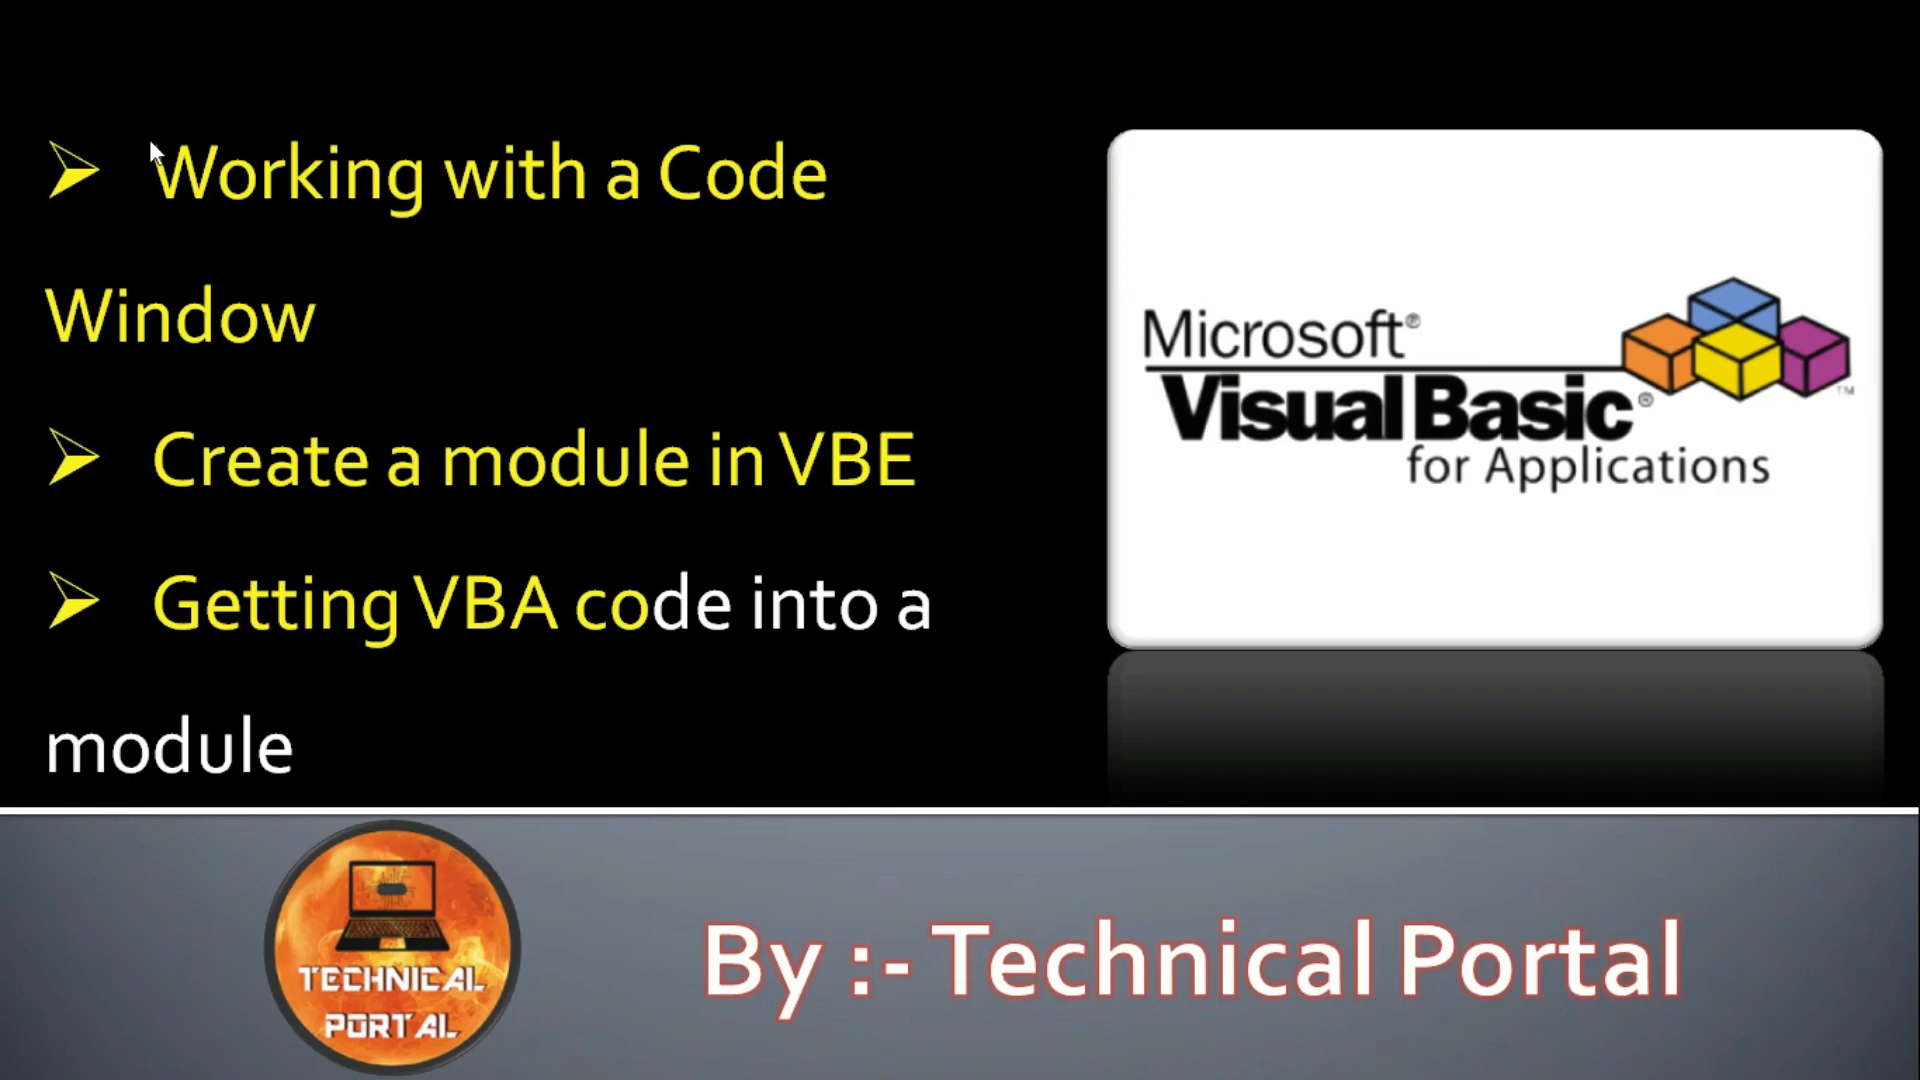 Working with a Code
Window
Create a module in VBE
Getting VBA code into a
module
Microsoft®
Visual Basic®
for Applications
™
TECHNICAL
PORTAL
By :- Technical Portal